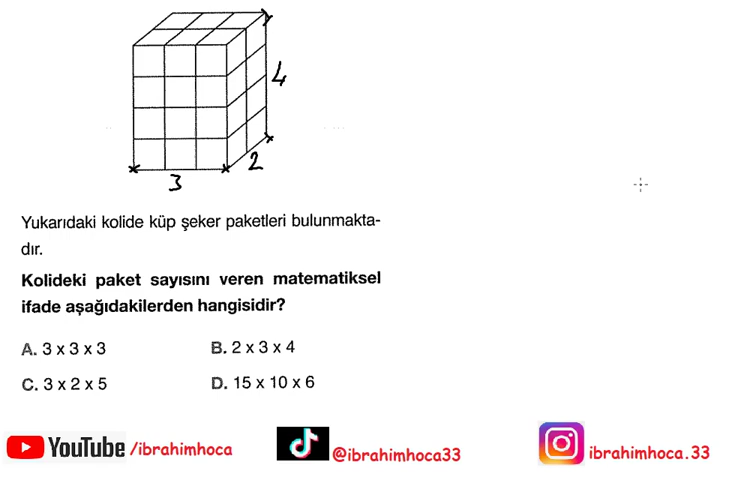 4
2
3
Yukarıdaki kolide küp şeker paketleri bulunmakta-
dır.
Kolideki paket sayısını veren matematiksel
ifade aşağıdakilerden hangisidir?
A. 3 x 3 x 3 B. 2 x 3 x 4
C. 3 x 2 x 5 D. 15 x 10 x 6
YouTube /ibrahimhoca @ibrahimhoca33 ibrahimhoca.33